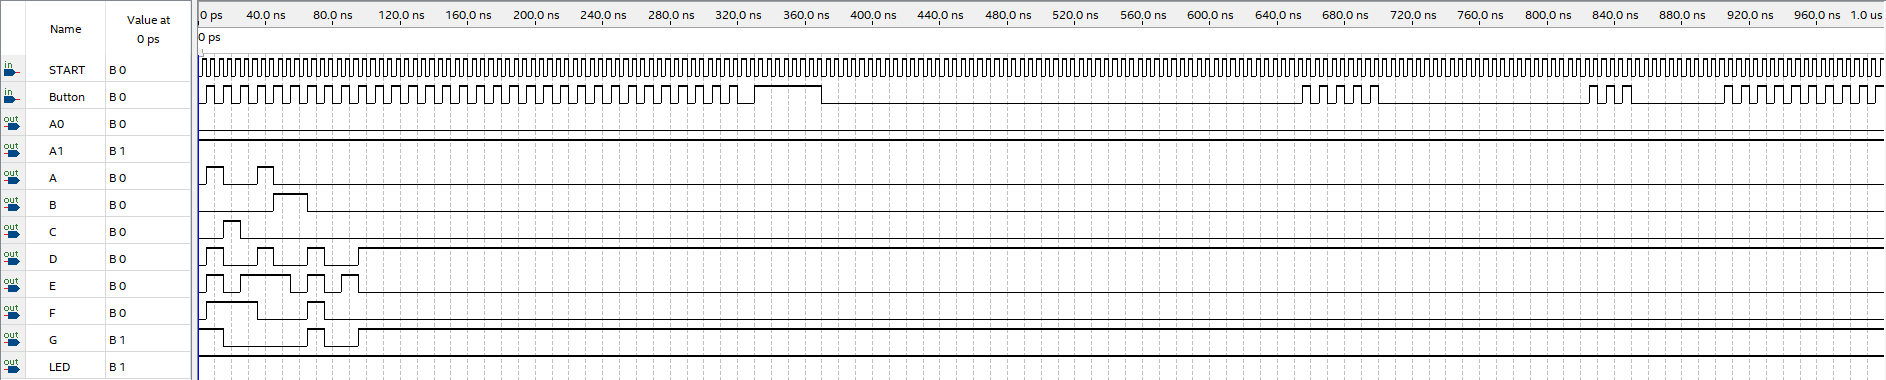 Name Value at 0 ps
0 ps 40.0 ns 80.0 ns 120.0 ns 160.0 ns 200.0 ns 240.0 ns 280.0 ns 320.0 ns 360.0 ns 400.0 ns 440.0 ns 480.0 ns 520.0 ns 560.0 ns 600.0 ns 640.0 ns 680.0 ns 720.0 ns 760.0 ns 800.0 ns 840.0 ns 880.0 ns 920.0 ns 960.0 ns 1.0 us
0 ps
in START B 0
in Button B 0
out A0 B 0
out A1 B 1
out A B 0
out B B 0
out C B 0
out D B 0
out E B 0
out F B 0
out G B 1
out LED B 1